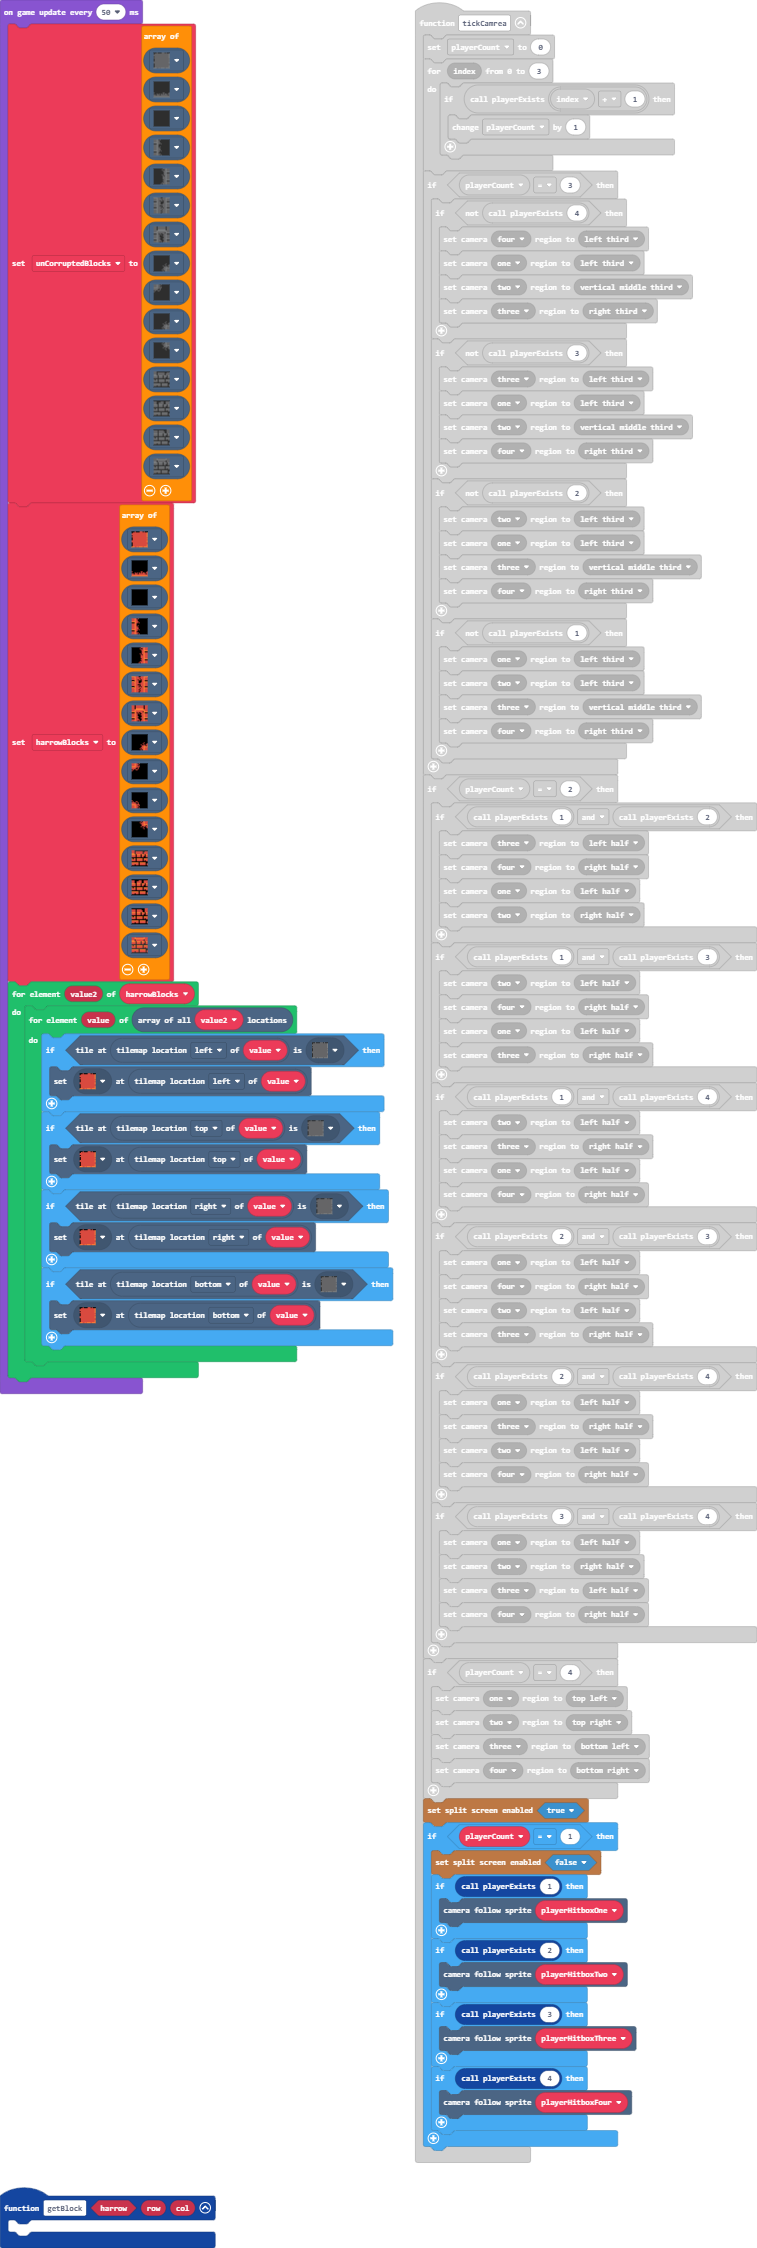 on game update every 50 ms
array of
set unCorruptedBlocks to
array of
set harrowBlocks to
for element value2 of harrowBlocks
do
for element value of array of all value2 locations
do
if tile at tilemap location left of value is then
set at tilemap location left of value
if tile at tilemap location top of value is then
set at tilemap location top of value
if tile at tilemap location right of value is then
set at tilemap location right of value
if tile at tilemap location bottom of value is then
set at tilemap location bottom of value
function getBlock harrow row col
function tickCamrea
set playerCount to 0
for index from 0 to 3
do
if call playerExists index + 1 then
change playerCount by 1
if playerCount = 3 then
if not call playerExists 4 then
set camera four region to left third
set camera one region to left third
set camera two region to vertical middle third
set camera three region to right third
if not call playerExists 3 then
set camera three region to left third
set camera one region to left third
set camera two region to vertical middle third
set camera four region to right third
if not call playerExists 2 then
set camera two region to left third
set camera one region to left third
set camera three region to vertical middle third
set camera four region to right third
if not call playerExists 1 then
set camera one region to left third
set camera two region to left third
set camera three region to vertical middle third
set camera four region to right third
if playerCount = 2 then
if call playerExists 1 and call playerExists 2 then
set camera three region to left half
set camera four region to right half
set camera one region to left half
set camera two region to right half
if call playerExists 1 and call playerExists 3 then
set camera two region to left half
set camera four region to right half
set camera one region to left half
set camera three region to right half
if call playerExists 1 and call playerExists 4 then
set camera two region to left half
set camera three region to right half
set camera one region to left half
set camera four region to right half
if call playerExists 2 and call playerExists 3 then
set camera one region to left half
set camera four region to right half
set camera two region to left half
set camera three region to right half
if call playerExists 2 and call playerExists 4 then
set camera one region to left half
set camera three region to right half
set camera two region to left half
set camera four region to right half
if call playerExists 3 and call playerExists 4 then
set camera one region to left half
set camera two region to right half
set camera three region to left half
set camera four region to right half
if playerCount = 4 then
set camera one region to top left
set camera two region to top right
set camera three region to bottom left
set camera four region to bottom right
set split screen enabled true
if playerCount = 1 then
set split screen enabled false
if call playerExists 1 then
camera follow sprite playerHitboxOne
if call playerExists 2 then
camera follow sprite playerHitboxTwo
if call playerExists 3 then
camera follow sprite playerHitboxThree
if call playerExists 4 then
camera follow sprite playerHitboxFour